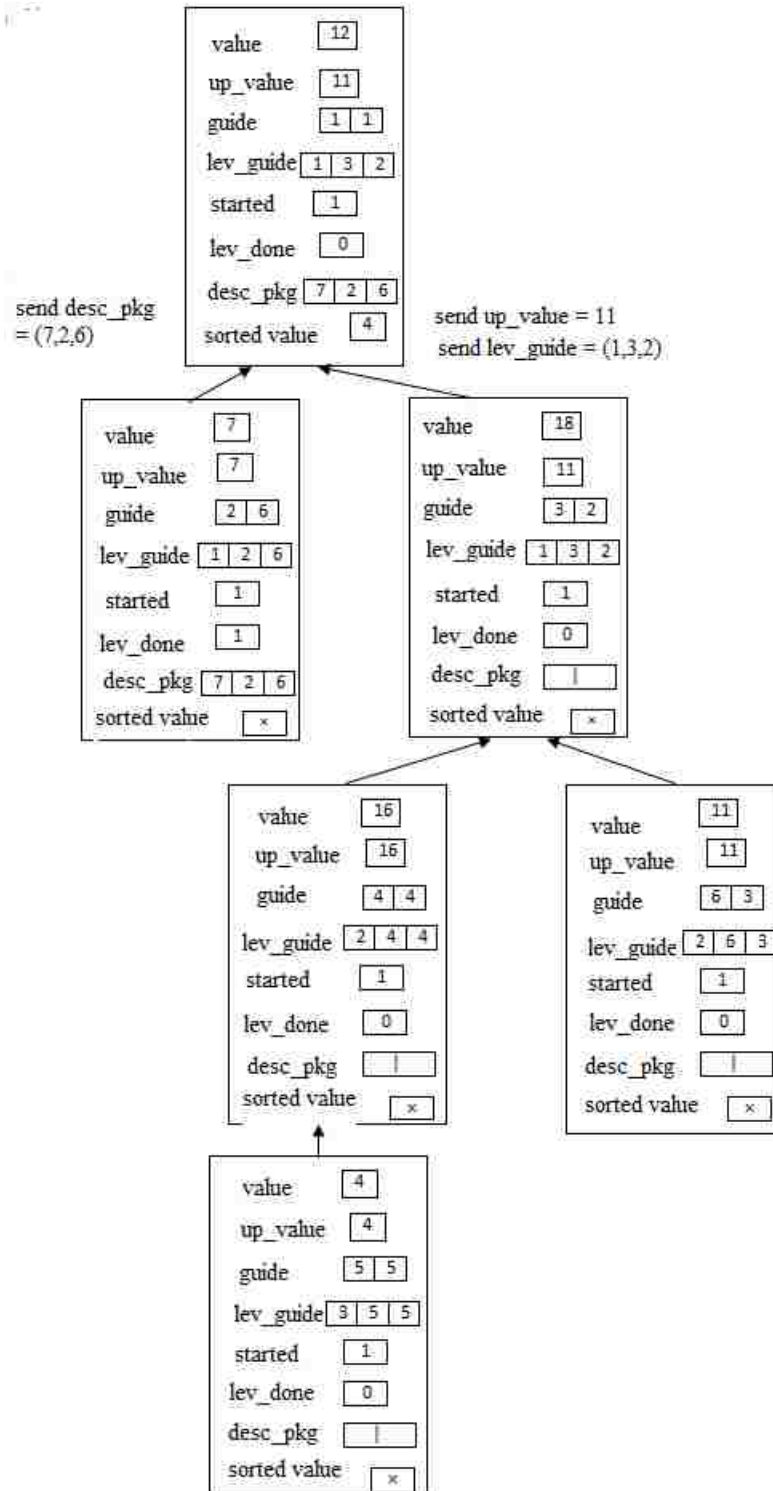 value 12
up_value 11
guide 1 1
lev_guide 1 3 2
started 1
lev_done 0
desc_pkg 7 2 6
sorted value 4
send desc_pkg
= (7,2,6)
send up_value = 11
send lev_guide = (1,3,2)
value 7
up_value 7
guide 2 6
lev_guide 1 2 6
started 1
lev_done 1
desc_pkg 7 2 6
sorted value ×
value 18
up_value 11
guide 3 2
lev_guide 1 3 2
started 1
lev_done 0
desc_pkg |
sorted value ×
value 16
up_value 16
guide 4 4
lev_guide 2 4 4
started 1
lev_done 0
desc_pkg |
sorted value ×
value 11
up_value 11
guide 6 3
lev_guide 2 6 3
started 1
lev_done 0
desc_pkg |
sorted value ×
value 4
up_value 4
guide 5 5
lev_guide 3 5 5
started 1
lev_done 0
desc_pkg |
sorted value ×